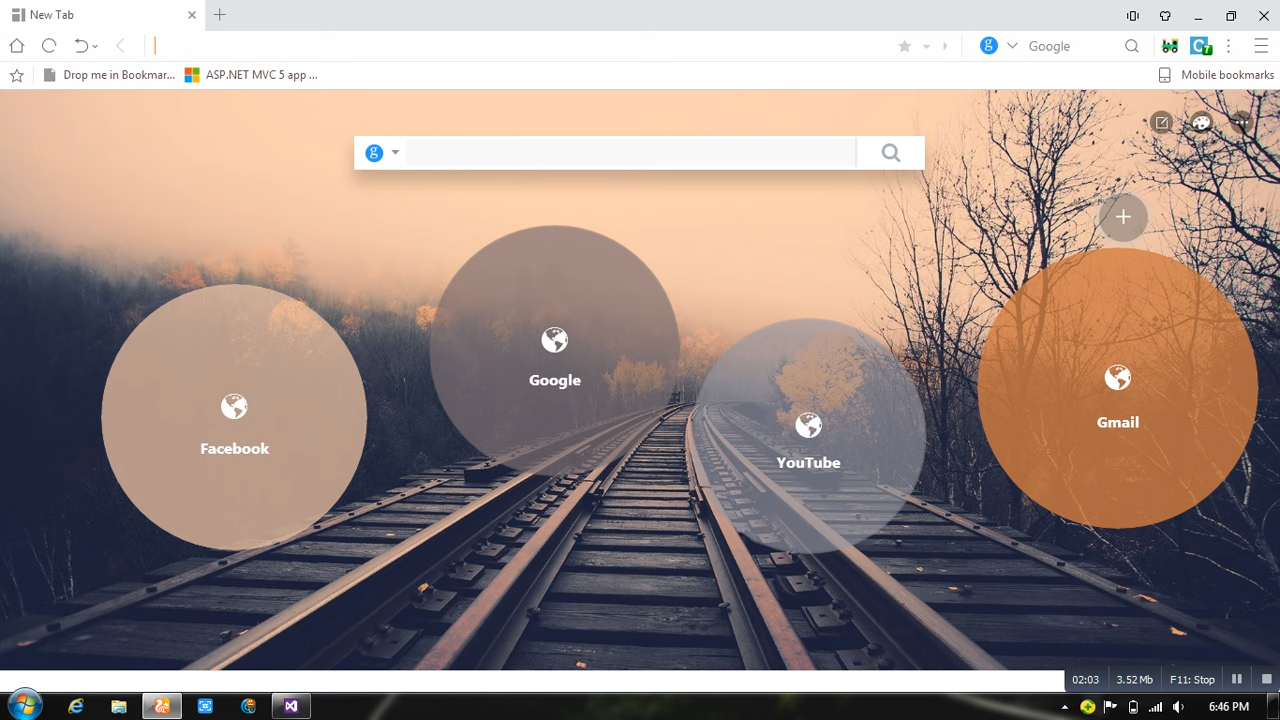 New Tab
g Google
Drop me in Bookmar...
ASP.NET MVC 5 app ...
Mobile bookmarks
g
Google
Facebook
Gmail
YouTube
02:03 3.52 Mb F11: Stop
6:46 PM